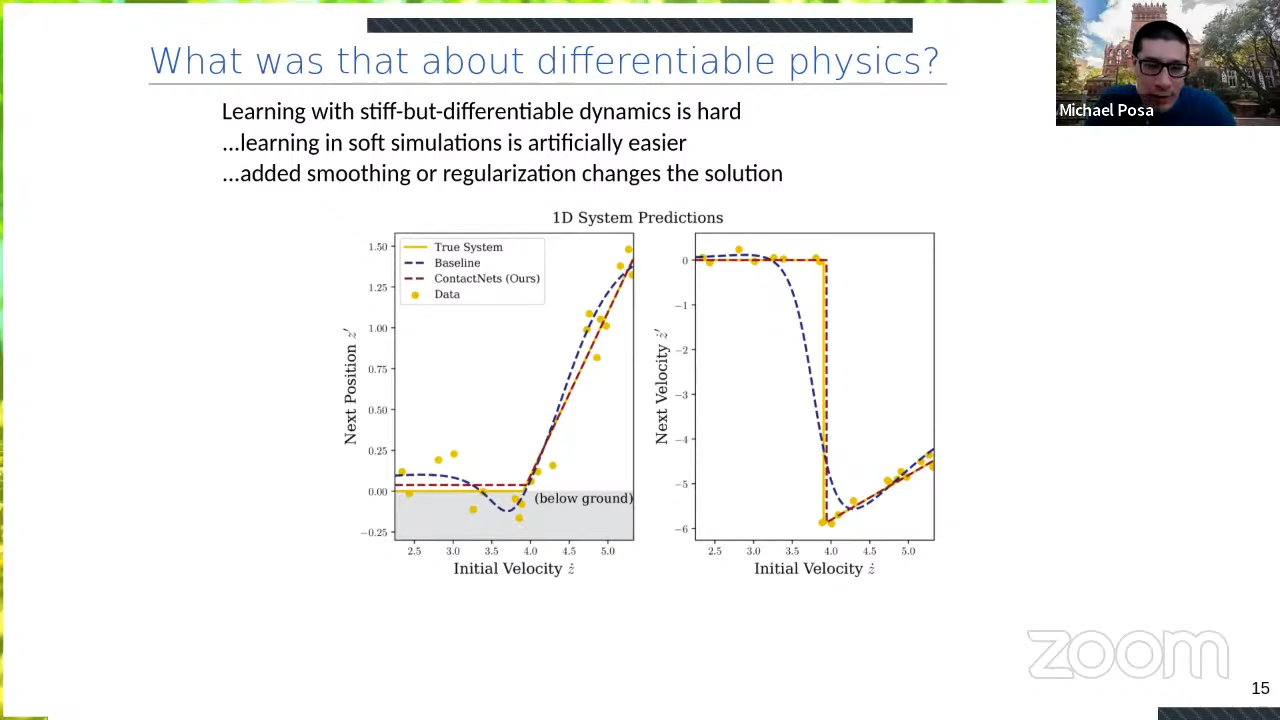 What was that about differentiable physics?
Michael Posa
Learning with stiff-but-differentiable dynamics is hard
...learning in soft simulations is artificially easier
...added smoothing or regularization changes the solution
1D System Predictions
True System
Baseline
ContactNets (Ours)
Data
1.50
1.25
1.00
0.75
0.50
0.25
0.00
−0.25
Next Position z′
(below ground)
2.5 3.0 3.5 4.0 4.5 5.0
Initial Velocity ż
0
−1
−2
−3
−4
−5
−6
Next Velocity ż′
2.5 3.0 3.5 4.0 4.5 5.0
Initial Velocity ż
zoom
15